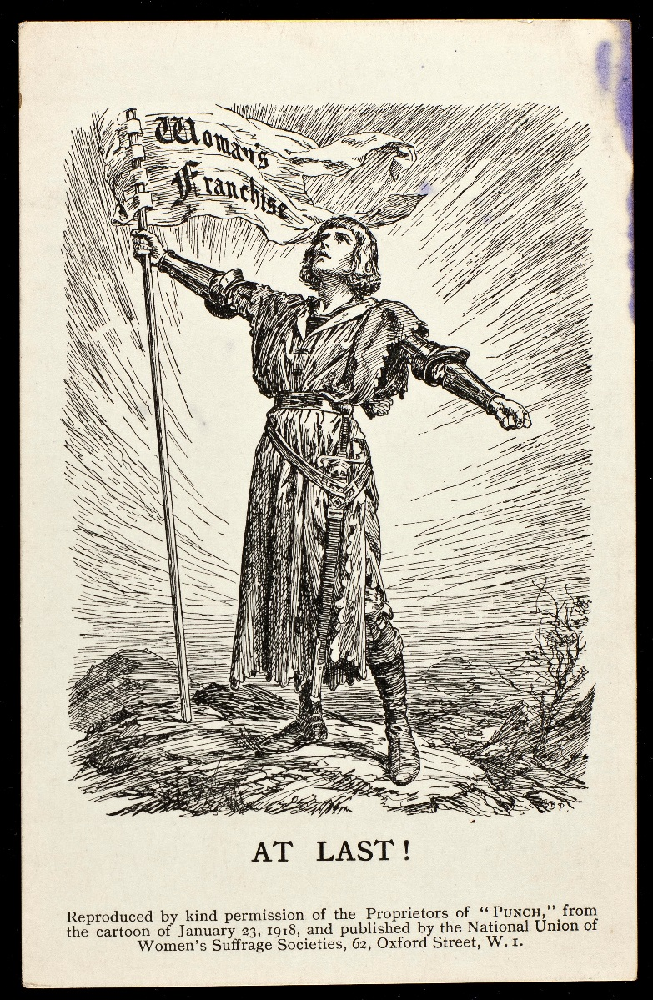 Woman's
Franchise
AT LAST!
Reproduced by kind permission of the Proprietors of "PUNCH," from
the cartoon of January 23, 1918, and published by the National Union of
Women's Suffrage Societies, 62, Oxford Street, W. 1.